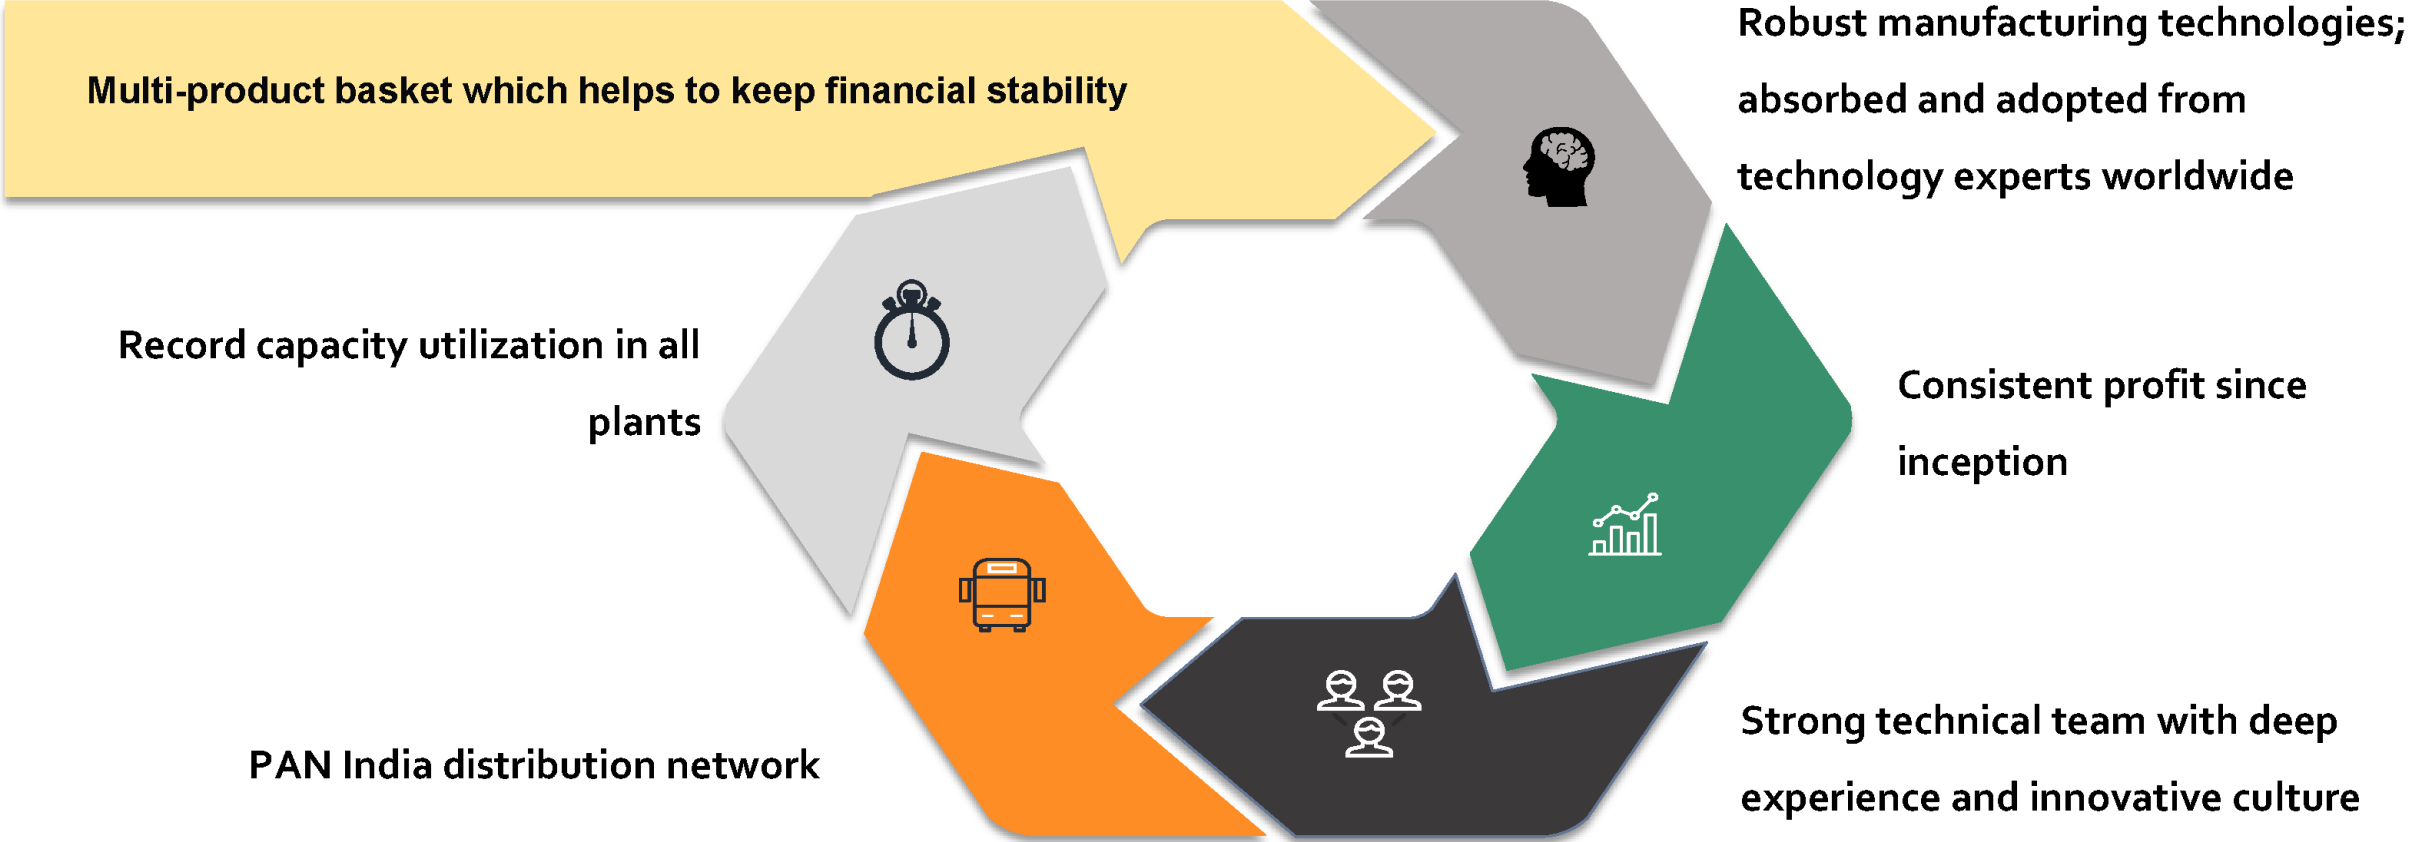 Multi-product basket which helps to keep financial stability
Robust manufacturing technologies;
absorbed and adopted from
technology experts worldwide
Record capacity utilization in all
plants
Consistent profit since
inception
PAN India distribution network
Strong technical team with deep
experience and innovative culture